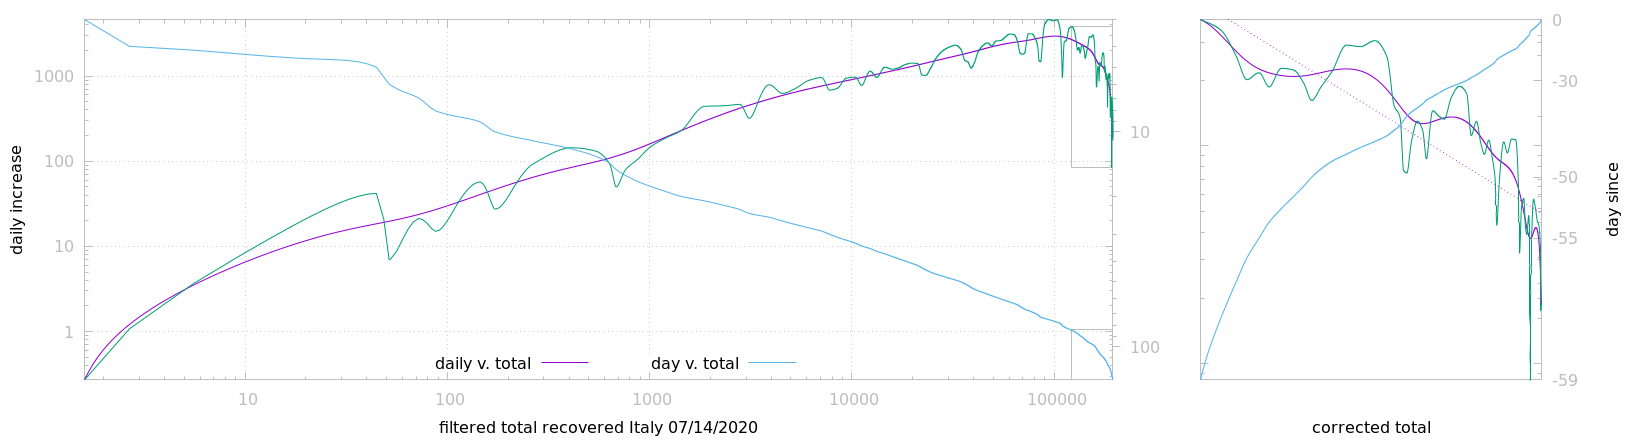 daily increase
1000
100
10
1
10
100
1000
10000
100000
10
100
daily v. total
day v. total
filtered total recovered Italy 07/14/2020
0
-30
-50
-55
-59
day since
corrected total